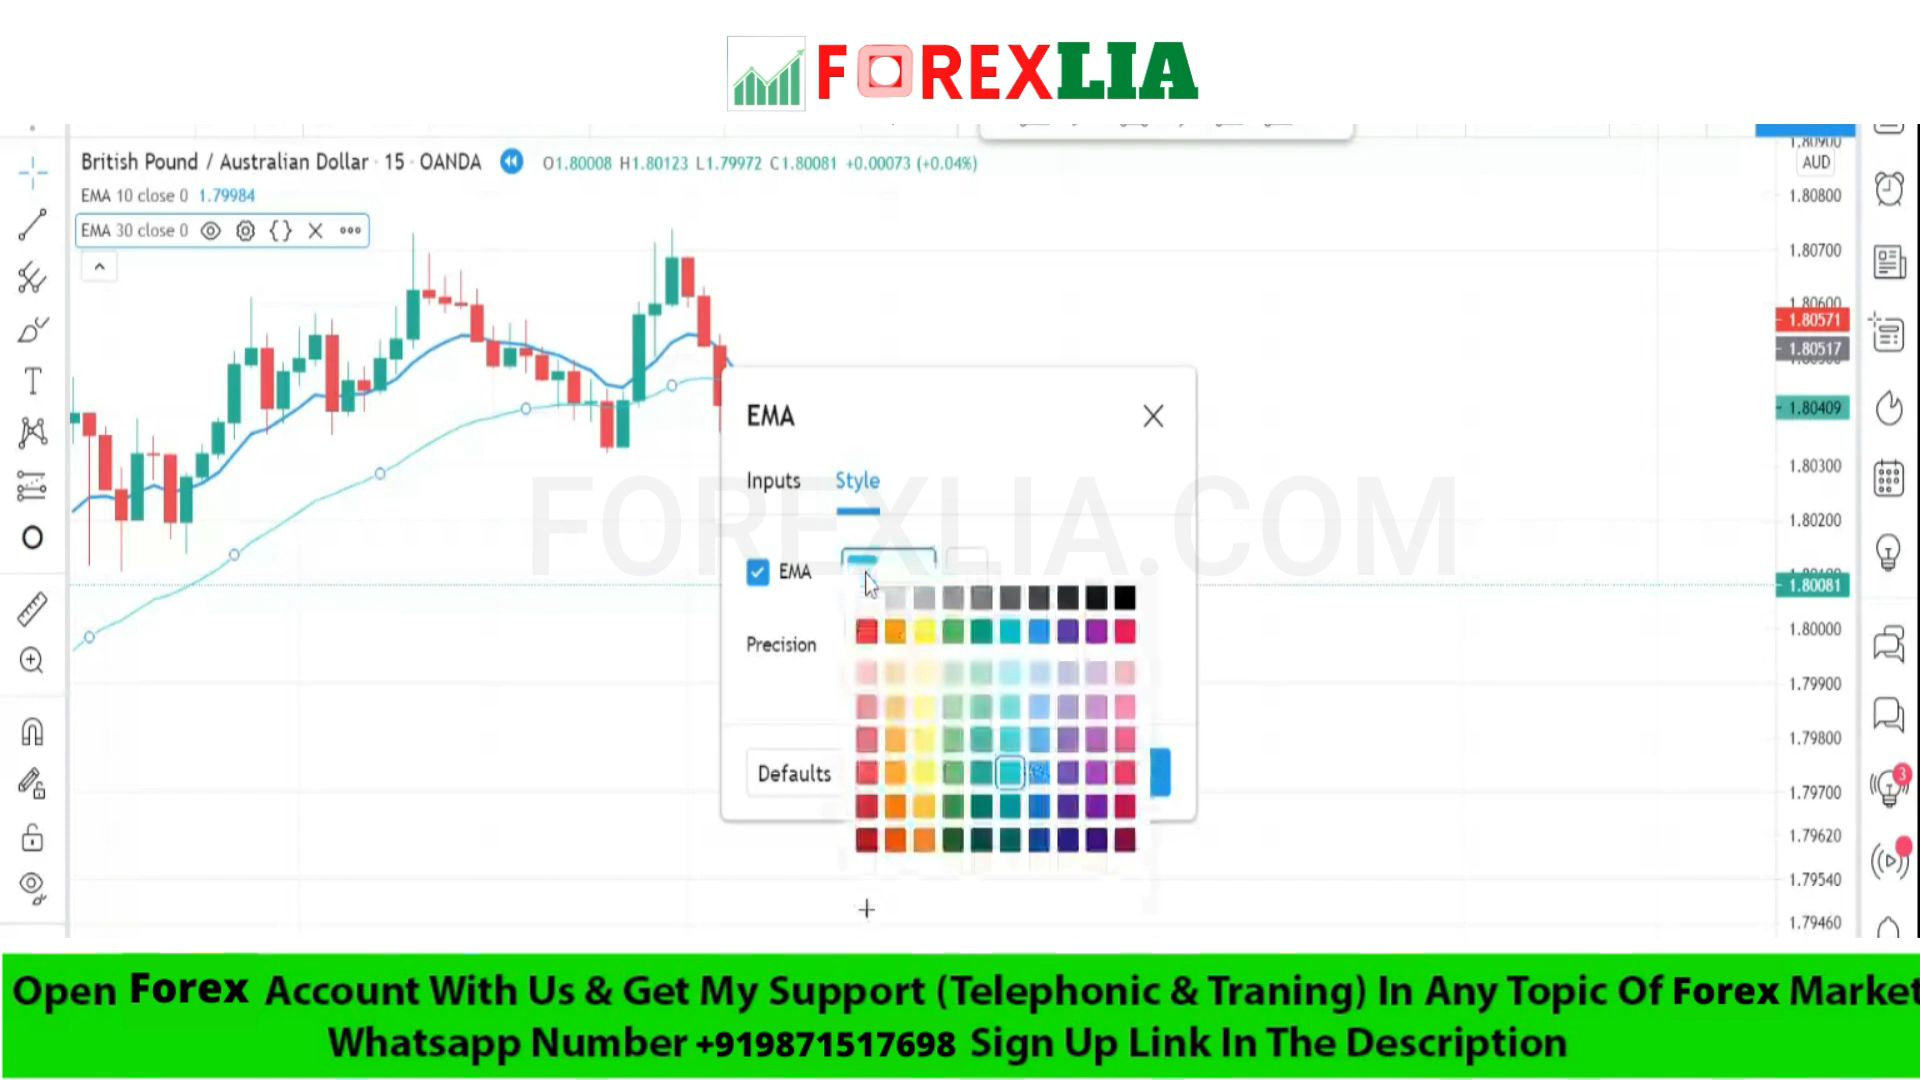 FOREXLIA
British Pound / Australian Dollar · 15 · OANDA O1.80008 H1.80123 L1.79972 C1.80081 +0.00073 (+0.04%)
EMA 10 close 0 1.79984
EMA 30 close 0
1.80900
AUD
1.80800
1.80700
1.80600
1.80571
1.80517
1.80409
1.80300
1.80200
1.80081
1.80000
1.79900
1.79800
1.79700
1.79620
1.79540
1.79460
3
EMA
Inputs Style
EMA
Precision
Defaults
FOREXLIA.COM
Open Forex Account With Us & Get My Support (Telephonic & Traning) In Any Topic Of Forex Market
Whatsapp Number +919871517698 Sign Up Link In The Description